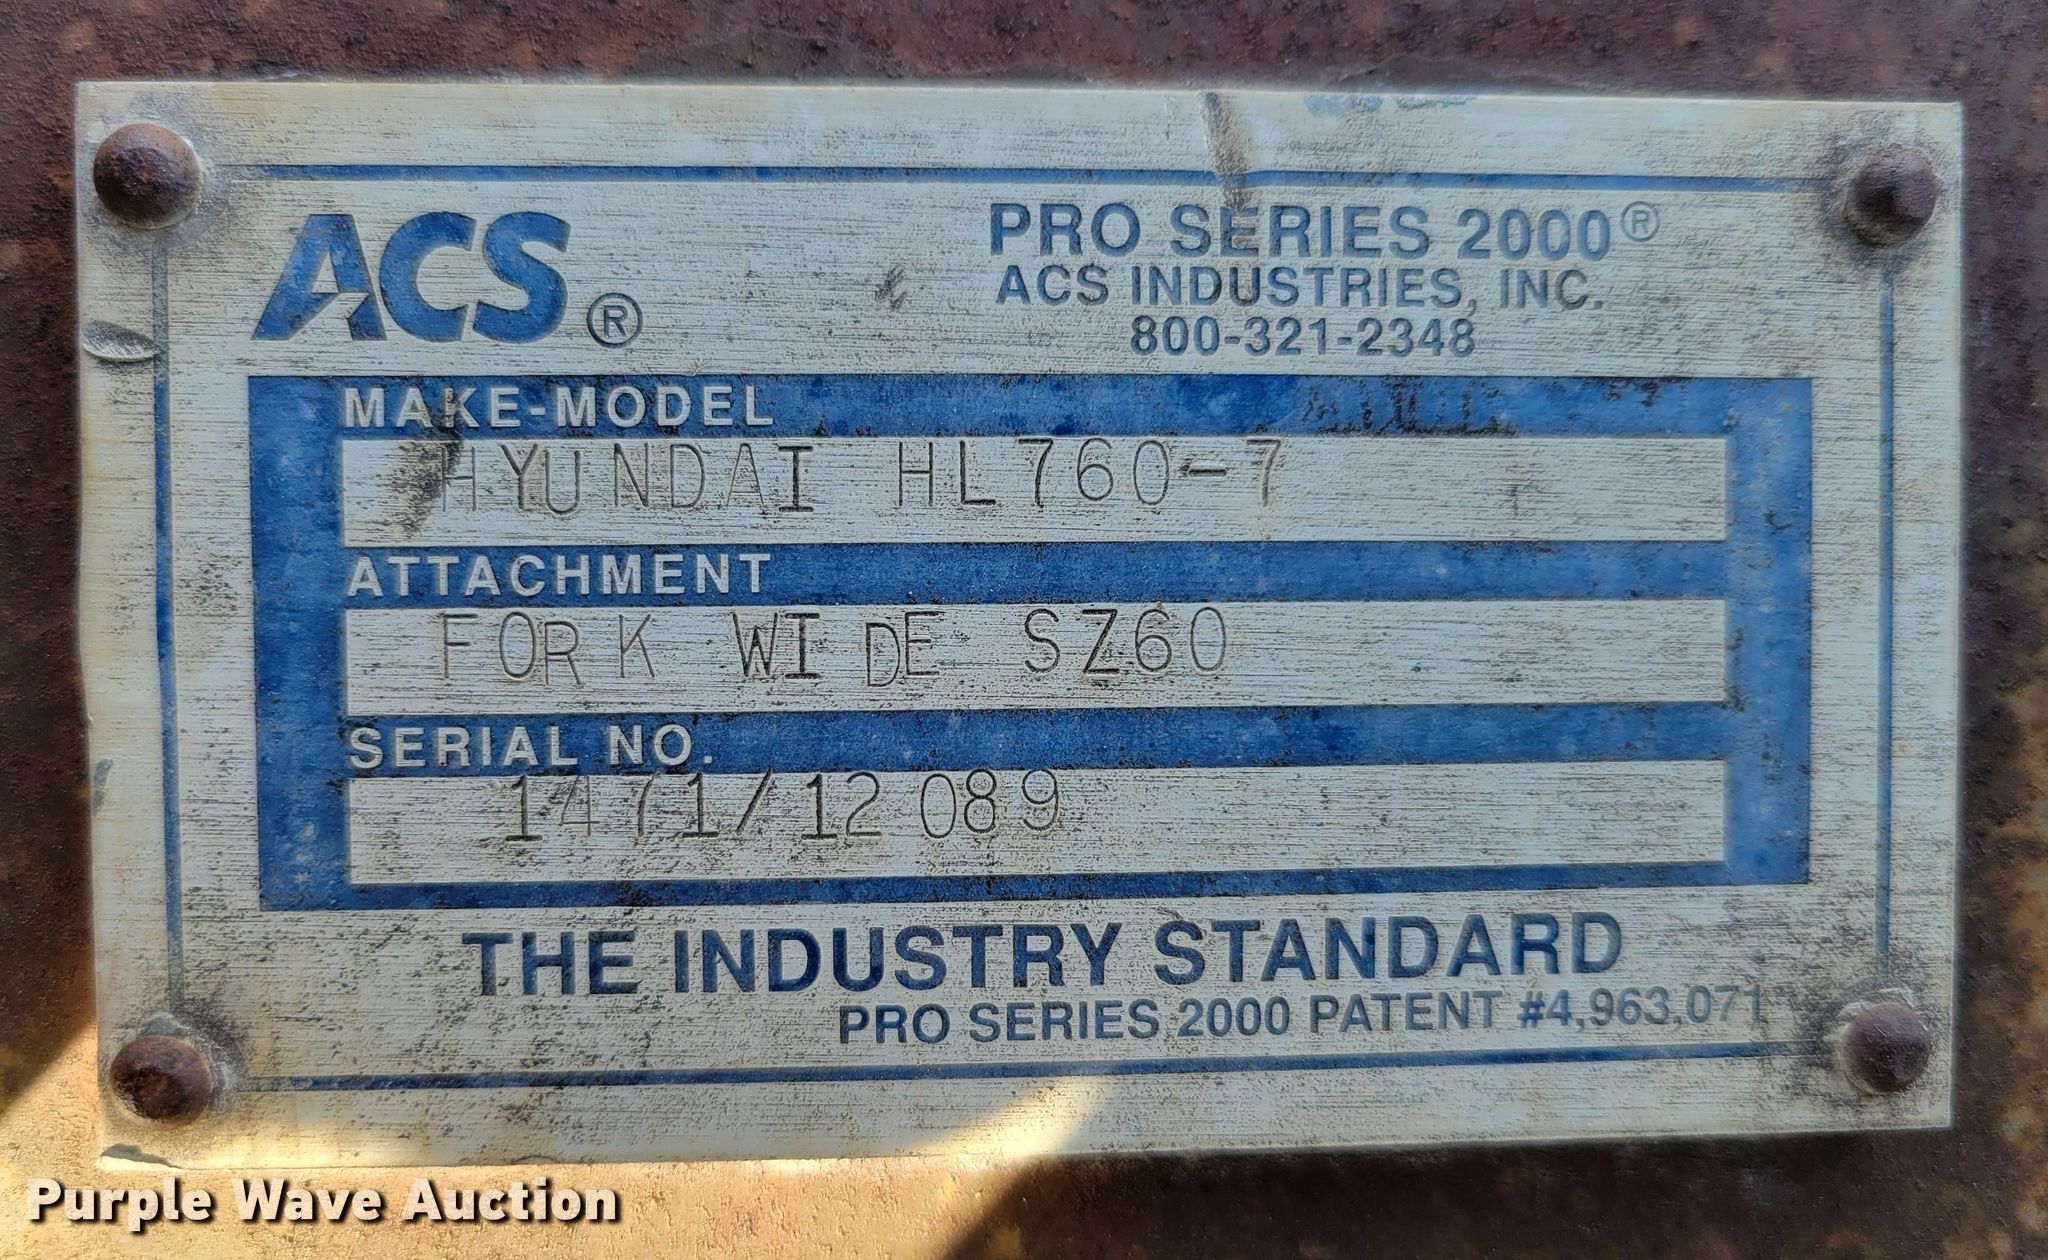 ACS®
PRO SERIES 2000®
ACS INDUSTRIES, INC.
800-321-2348
MAKE-MODEL
HYUNDAI HL760-7
ATTACHMENT
FORK WIDE SZ60
SERIAL NO.
1471/12089
THE INDUSTRY STANDARD
PRO SERIES 2000 PATENT #4,963,071
Purple Wave Auction